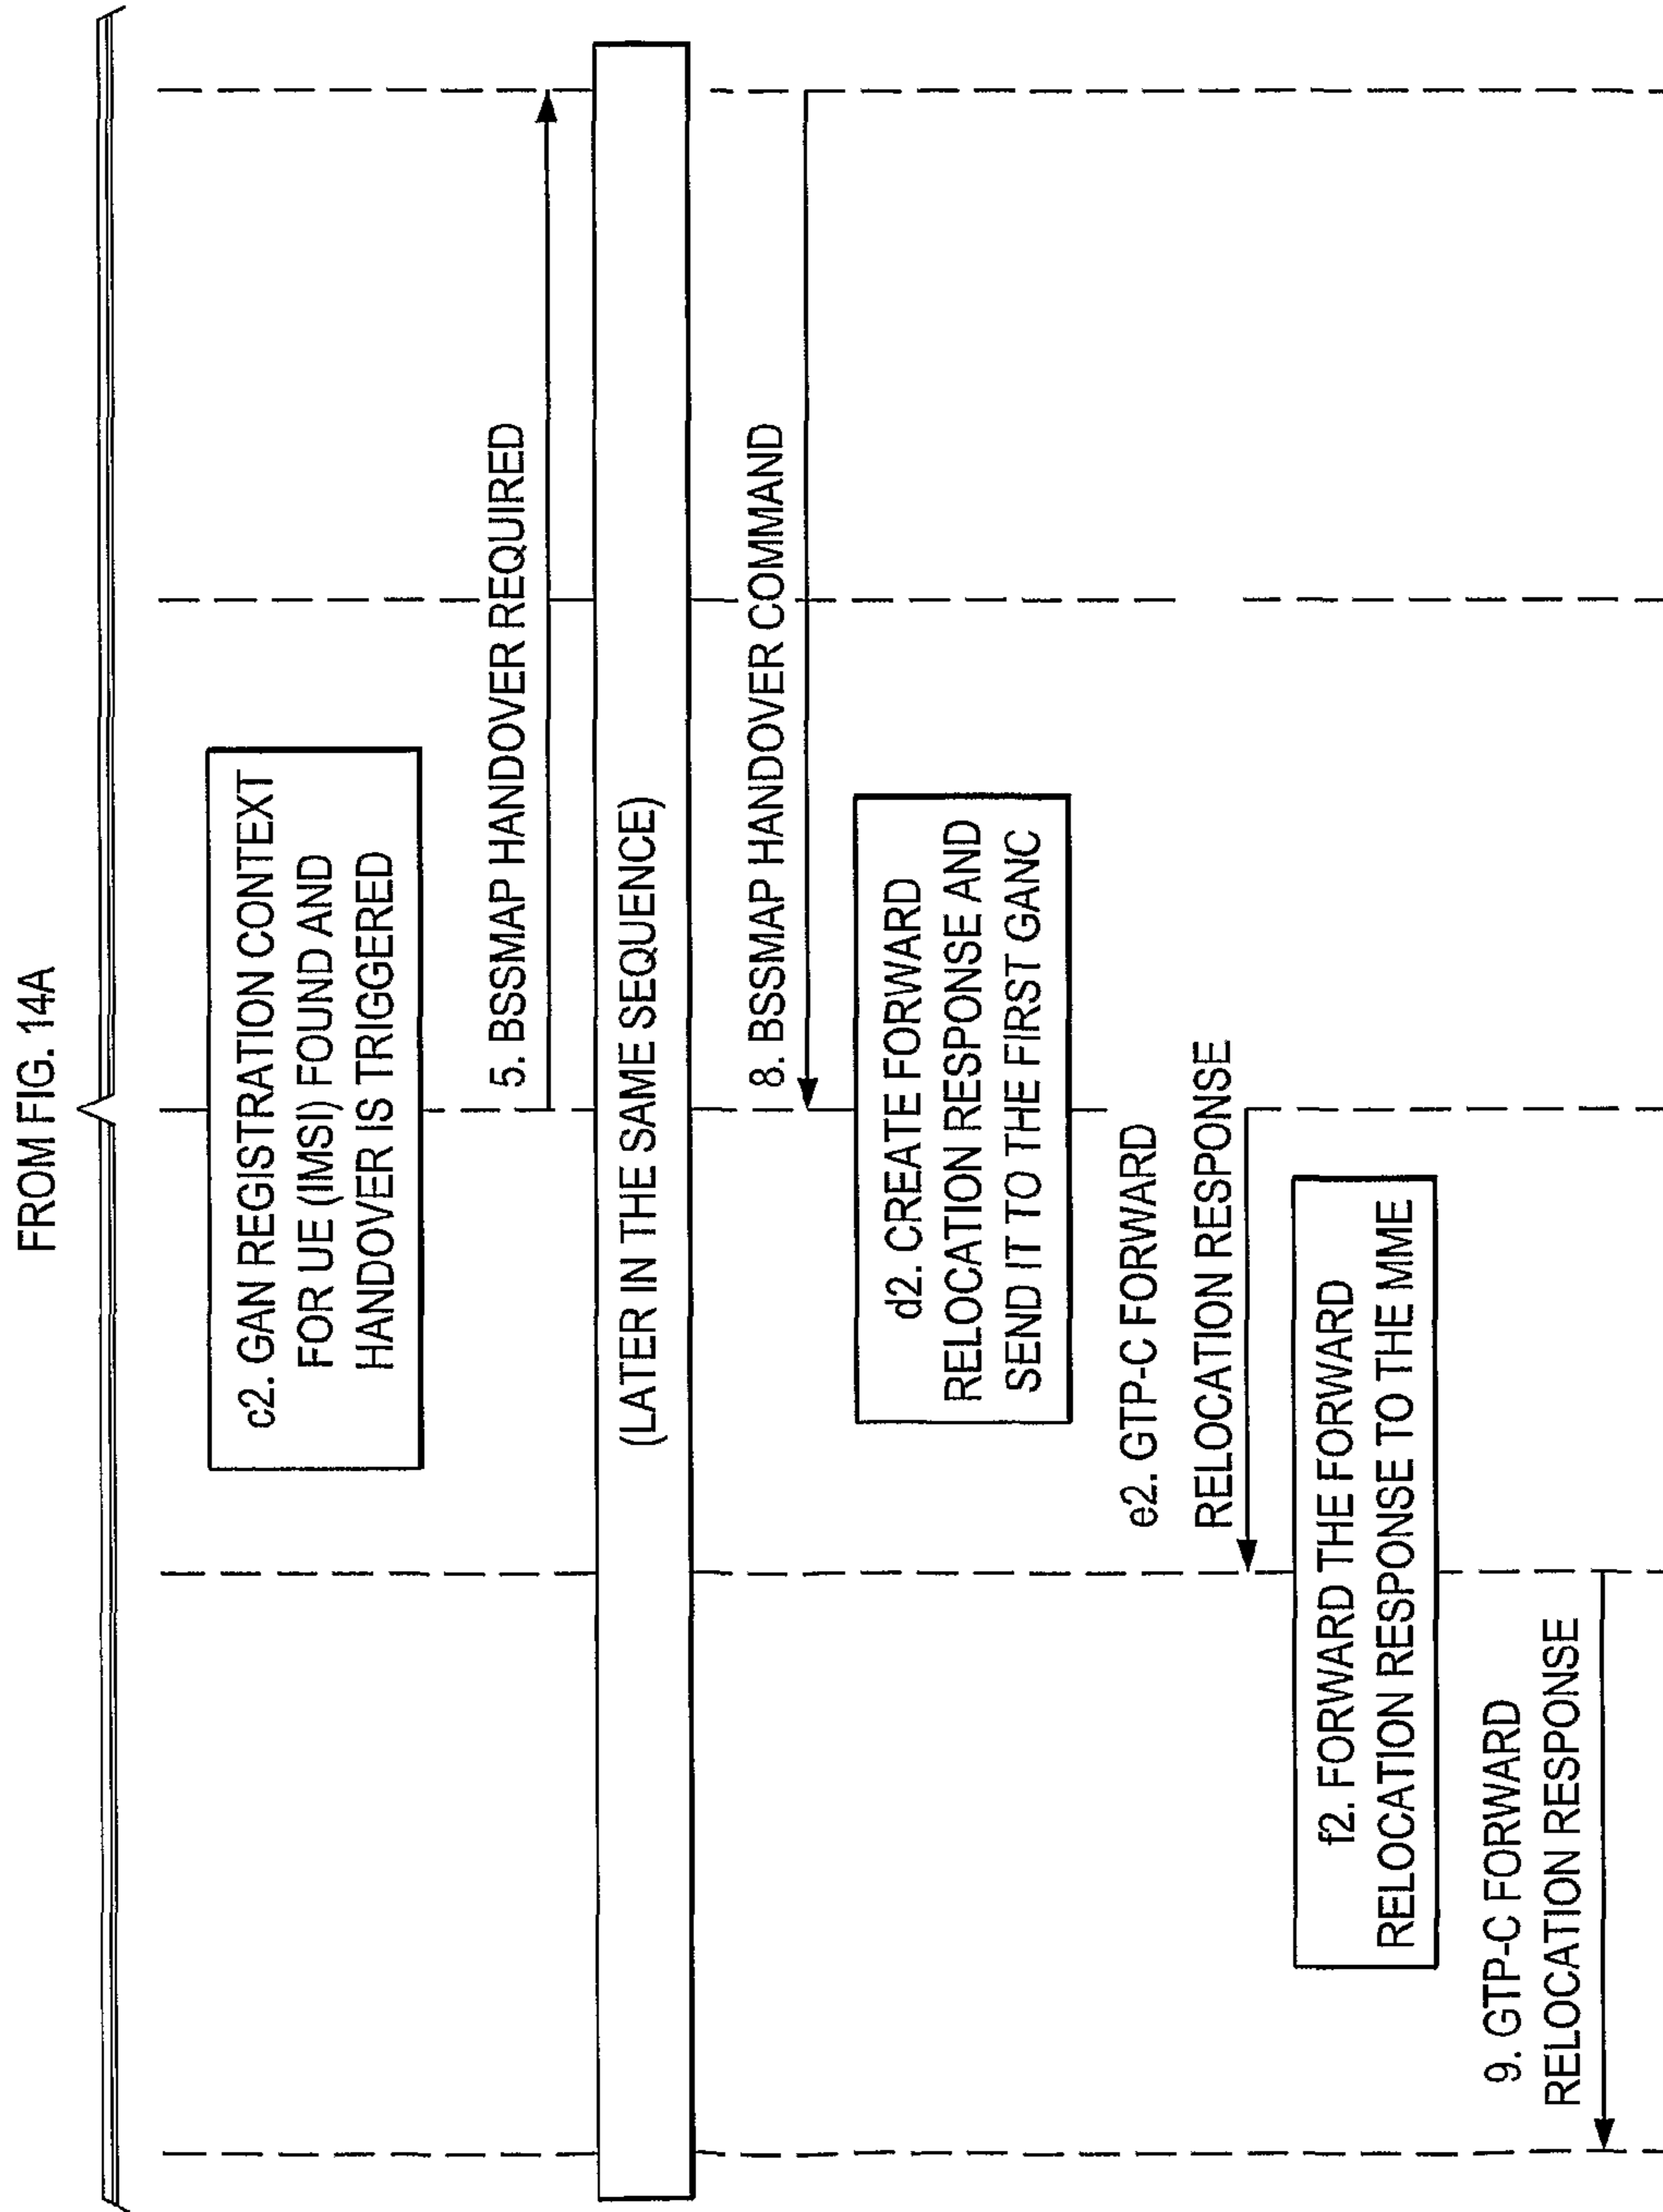 FROM FIG. 14A
c2. GAN REGISTRATION CONTEXT
FOR UE (IMSI) FOUND AND
HANDOVER IS TRIGGERED
5. BSSMAP HANDOVER REQUIRED
(LATER IN THE SAME SEQUENCE)
8. BSSMAP HANDOVER COMMAND
d2. CREATE FORWARD
RELOCATION RESPONSE AND
SEND IT TO THE FIRST GANC
e2. GTP-C FORWARD
RELOCATION RESPONSE
f2. FORWARD THE FORWARD
RELOCATION RESPONSE TO THE MME
9. GTP-C FORWARD
RELOCATION RESPONSE